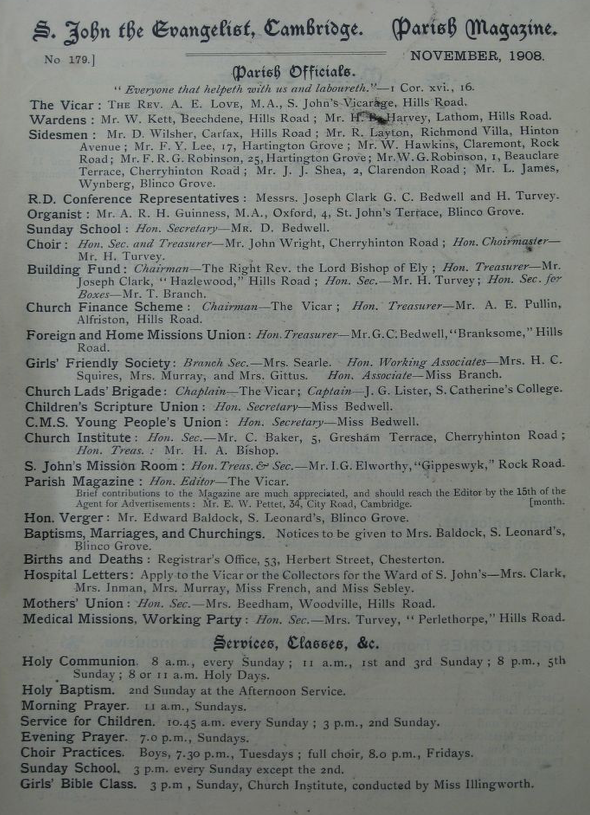 S. John the Evangelist, Cambridge. Parish Magazine.
No 179.]
NOVEMBER, 1908.
Parish Officials.
"Everyone that helpeth with us and laboureth."—1 Cor. xvi., 16.
The Vicar: THE REV. A. E. LOVE, M.A., S. John's Vicarage, Hills Road.
Wardens: Mr. W. Kett, Beechdene, Hills Road; Mr. H. Harvey, Lathom, Hills Road.
Sidesmen: Mr. D. Wilsher, Carfax, Hills Road; Mr. R. Layton, Richmond Villa, Hinton
Avenue; Mr. F. Y. Lee, 17, Hartington Grove; Mr. W. Hawkins, Claremont, Rock
Road; Mr. F. R. G. Robinson, 25, Hartington Grove; Mr. W. G. Robinson, 1, Beauclare
Terrace, Cherryhinton Road; Mr. J. J. Shea, 2, Clarendon Road; Mr. L. James,
Wynberg, Blinco Grove.
R.D. Conference Representatives: Messrs. Joseph Clark G. C. Bedwell and H. Turvey.
Organist: Mr. A. R. H. Guinness, M.A., Oxford, 4, St. John's Terrace, Blinco Grove.
Sunday School: Hon. Secretary—MR. D. Bedwell.
Choir: Hon. Sec. and Treasurer—Mr. John Wright, Cherryhinton Road; Hon. Choirmaster—
Mr. H. Turvey.
Building Fund: Chairman—The Right Rev. the Lord Bishop of Ely; Hon. Treasurer—Mr.
Joseph Clark, "Hazlewood," Hills Road; Hon. Sec.—Mr. H. Turvey; Hon. Sec. for
Boxes—Mr. T. Branch.
Church Finance Scheme: Chairman—The Vicar; Hon. Treasurer—Mr. A. E. Pullin,
Alfriston, Hills Road.
Foreign and Home Missions Union: Hon. Treasurer—Mr. G. C. Bedwell, "Branksome," Hills
Road.
Girls' Friendly Society: Branch Sec.—Mrs. Searle. Hon. Working Associates—Mrs. H. C.
Squires, Mrs. Murray, and Mrs. Gittus. Hon. Associate—Miss Branch.
Church Lads' Brigade: Chaplain—The Vicar; Captain—J. G. Lister, S. Catherine's College.
Children's Scripture Union: Hon. Secretary—Miss Bedwell.
C.M.S. Young People's Union: Hon. Secretary—Miss Bedwell.
Church Institute: Hon. Sec.—Mr. C. Baker, 5, Gresham Terrace, Cherryhinton Road;
Hon. Treas.: Mr. H. A. Bishop.
S. John's Mission Room: Hon. Treas. & Sec.—Mr. I.G. Elworthy, "Gippeswyk," Rock Road.
Parish Magazine: Hon. Editor—The Vicar.
Brief contributions to the Magazine are much appreciated, and should reach the Editor by the 15th of the
Agent for Advertisements: Mr. E. W. Pettet, 34, City Road, Cambridge. [month.
Hon. Verger: Mr. Edward Baldock, S. Leonard's, Blinco Grove.
Baptisms, Marriages, and Churchings. Notices to be given to Mrs. Baldock, S. Leonard's,
Blinco Grove.
Births and Deaths: Registrar's Office, 53, Herbert Street, Chesterton.
Hospital Letters: Apply to the Vicar or the Collectors for the Ward of S. John's—Mrs. Clark,
Mrs. Inman, Mrs. Murray, Miss French, and Miss Sebley.
Mothers' Union: Hon. Sec.—Mrs. Beedham, Woodville, Hills Road.
Medical Missions, Working Party: Hon. Sec.—Mrs. Turvey, "Perlethorpe," Hills Road.
Services, Classes, &c.
Holy Communion. 8 a.m., every Sunday; 11 a.m., 1st and 3rd Sunday; 8 p.m., 5th
Sunday; 8 or 11 a.m. Holy Days.
Holy Baptism. 2nd Sunday at the Afternoon Service.
Morning Prayer. 11 a.m., Sundays.
Service for Children. 10.45 a.m. every Sunday; 3 p.m., 2nd Sunday.
Evening Prayer. 7.0 p.m., Sundays.
Choir Practices. Boys, 7.30 p.m., Tuesdays; full choir, 8.0 p.m., Fridays.
Sunday School. 3 p.m. every Sunday except the 2nd.
Girls' Bible Class. 3 p.m, Sunday, Church Institute, conducted by Miss Illingworth.